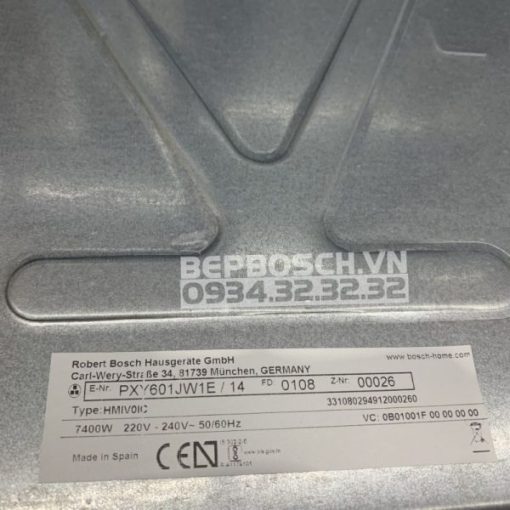 BEPBOSCH.VN
0934.32.32.32
Robert Bosch Hausgeräte GmbH
www.bosch-home.com
Carl-Wery-Straße 34, 81739 München, GERMANY
E-Nr. PXY601JW1E / 14 FD 0108 Z-Nr. 00026
Type: HMIV0IC 331080294912000260
7400W 220V - 240V~ 50/60Hz VC: 0B01001F 00 00 00 00
Made in Spain
CE N